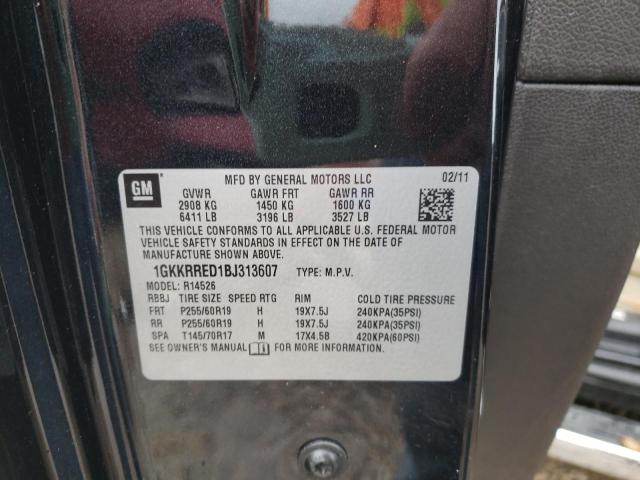 GM
MFD BY GENERAL MOTORS LLC 02/11
GVWR GAWR FRT GAWR RR
2908 KG 1450 KG 1600 KG
6411 LB 3196 LB 3527 LB
THIS VEHICLE CONFORMS TO ALL APPLICABLE U.S. FEDERAL MOTOR
VEHICLE SAFETY STANDARDS IN EFFECT ON THE DATE OF
MANUFACTURE SHOWN ABOVE.
1GKKRRED1BJ313607 TYPE: M.P.V.
MODEL: R14526
RBBJ TIRE SIZE SPEED RTG RIM COLD TIRE PRESSURE
FRT P255/60R19 H 19X7.5J 240KPA(35PSI)
RR P255/60R19 H 19X7.5J 240KPA(35PSI)
SPA T145/70R17 M 17X4.5B 420KPA(60PSI)
SEE OWNER'S MANUAL FOR MORE INFORMATION.